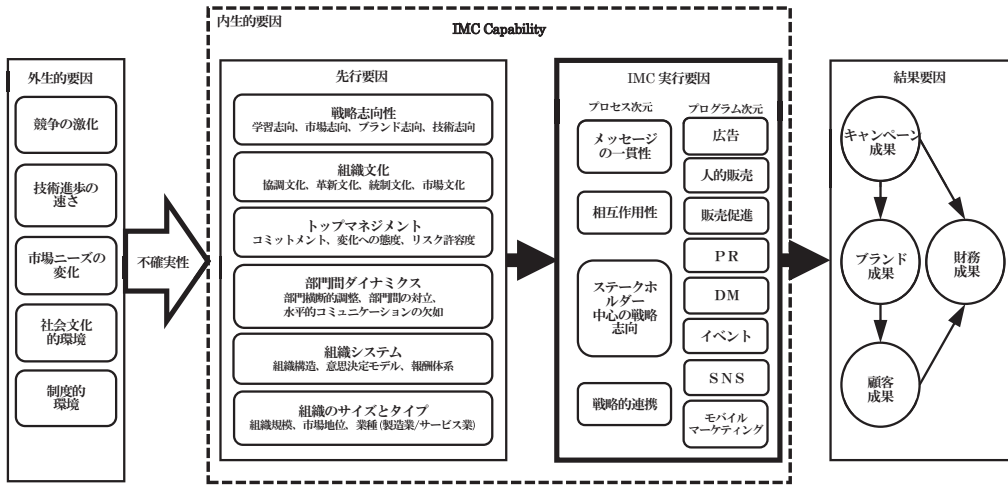 内生的要因
IMC Capability
外生的要因
競争の激化
技術進歩の
速さ
市場ニーズの
変化
社会文化
的環境
制度的
環境
不確実性
先行要因
戦略志向性
学習志向、市場志向、ブランド志向、技術志向
組織文化
協調文化、革新文化、統制文化、市場文化
トップマネジメント
コミットメント、変化への態度、リスク許容度
部門間ダイナミクス
部門横断的調整、部門間の対立、
水平的コミュニケーションの欠如
組織システム
組織構造、意思決定モデル、報酬体系
組織のサイズとタイプ
組織規模、市場地位、業種(製造業/サービス業)
IMC 実行要因
プロセス次元
メッセージ
の一貫性
相互作用性
ステークホ
ルダー
中心の戦略
志向
戦略的連携
プログラム次元
広告
人的販売
販売促進
PR
DM
イベント
SNS
モバイル
マーケティング
結果要因
キャンペーン
成果
ブランド
成果
財務
成果
顧客
成果